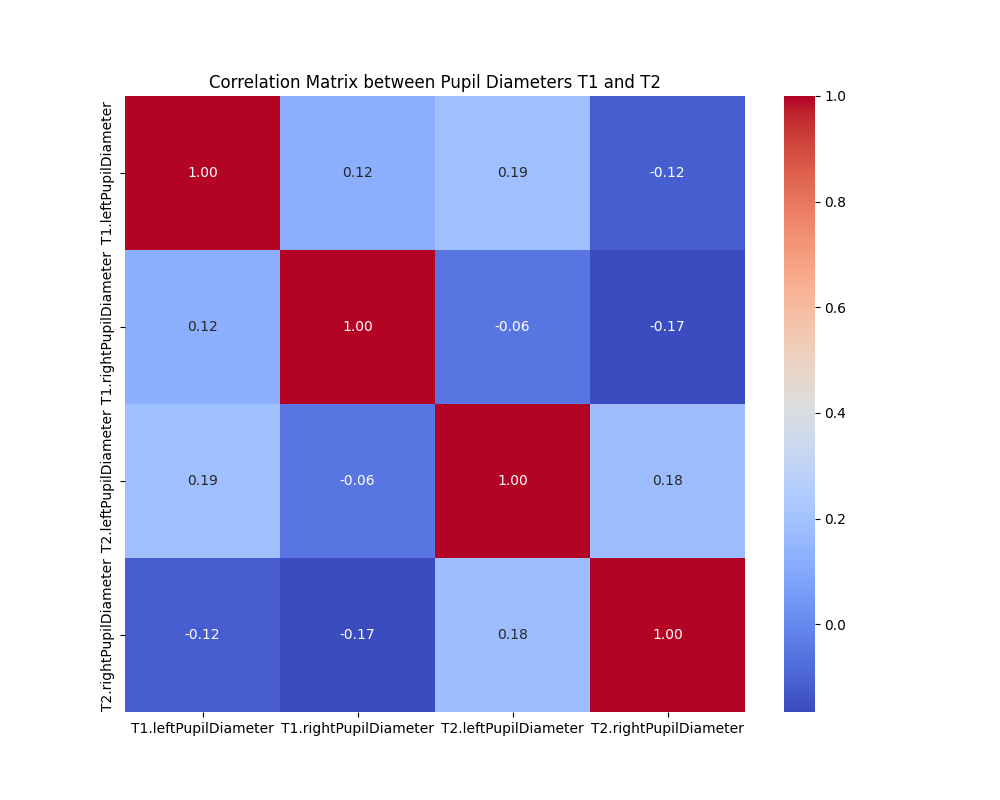 Correlation Matrix between Pupil Diameters T1 and T2
T1.leftPupilDiameter
1.00 0.12 0.19 -0.12
T1.rightPupilDiameter
0.12 1.00 -0.06 -0.17
T2.leftPupilDiameter
0.19 -0.06 1.00 0.18
T2.rightPupilDiameter
-0.12 -0.17 0.18 1.00
T1.leftPupilDiameter T1.rightPupilDiameter T2.leftPupilDiameter T2.rightPupilDiameter
1.0
0.8
0.6
0.4
0.2
0.0